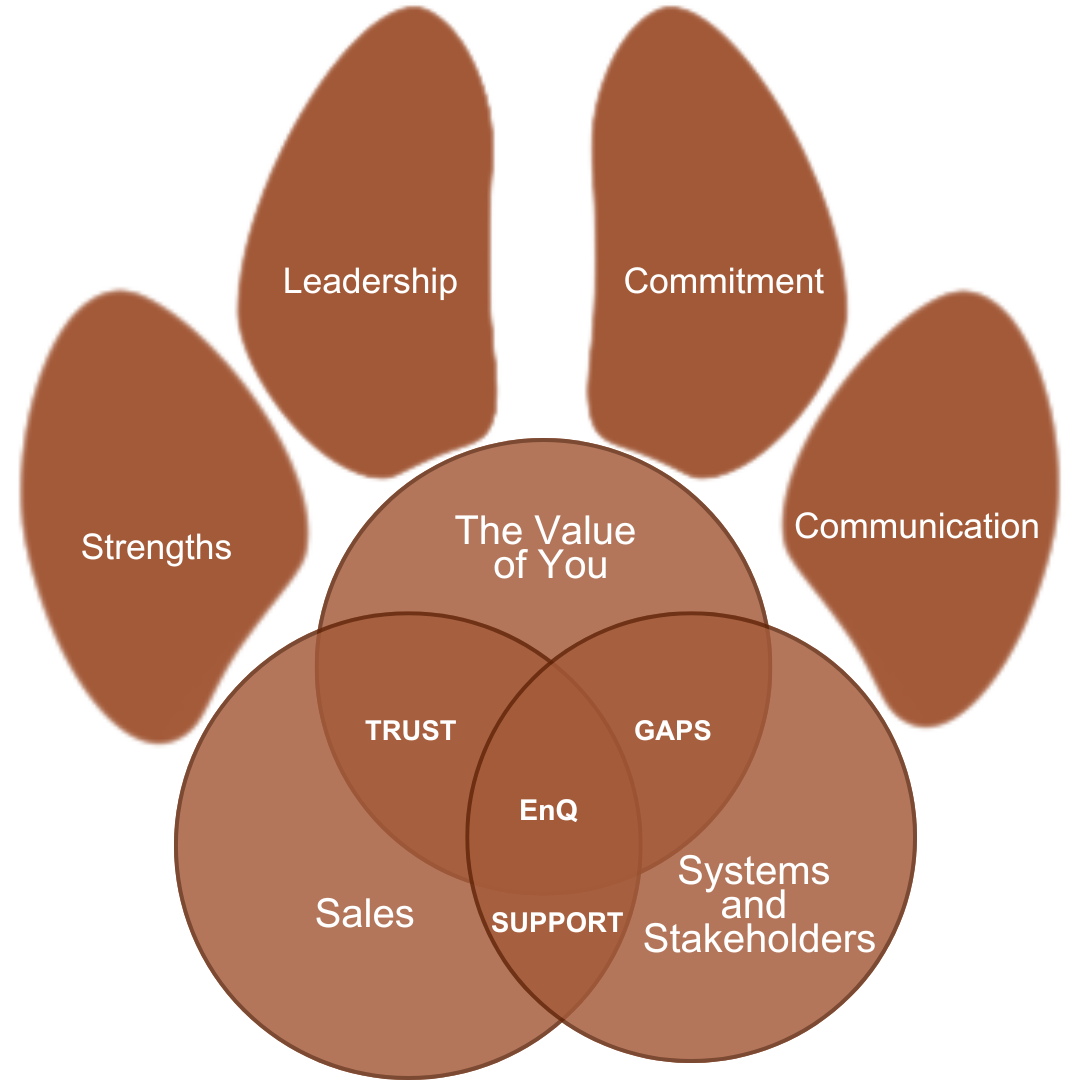 Leadership
Commitment
Strengths
Communication
The Value
of You
TRUST
GAPS
EnQ
Sales
SUPPORT
Systems
and
Stakeholders